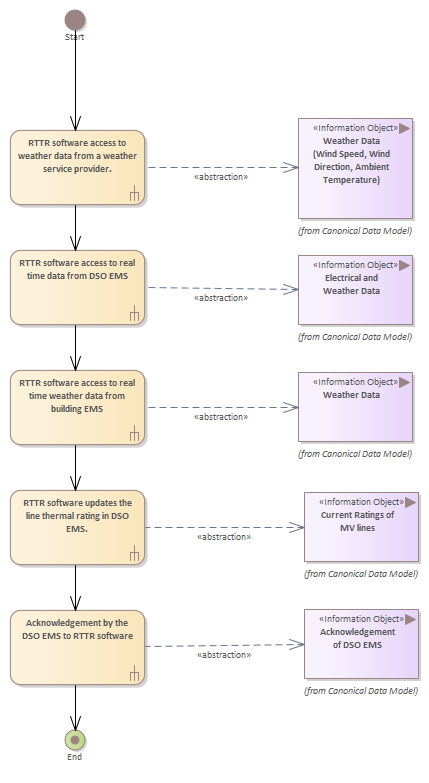 Start
RTTR software access to
weather data from a weather
service provider.
«abstraction»
«Information Object»
Weather Data
(Wind Speed, Wind
Direction, Ambient
Temperature)
(from Canonical Data Model)
RTTR software access to real
time data from DSO EMS
«abstraction»
«Information Object»
Electrical and
Weather Data
(from Canonical Data Model)
RTTR software access to real
time weather data from
building EMS
«abstraction»
«Information Object»
Weather Data
(from Canonical Data Model)
RTTR software updates the
line thermal rating in DSO
EMS.
«abstraction»
«Information Object»
Current Ratings of
MV lines
(from Canonical Data Model)
Acknowledgement by the
DSO EMS to RTTR software
«abstraction»
«Information Object»
Acknowledgement
of DSO EMS
(from Canonical Data Model)
End